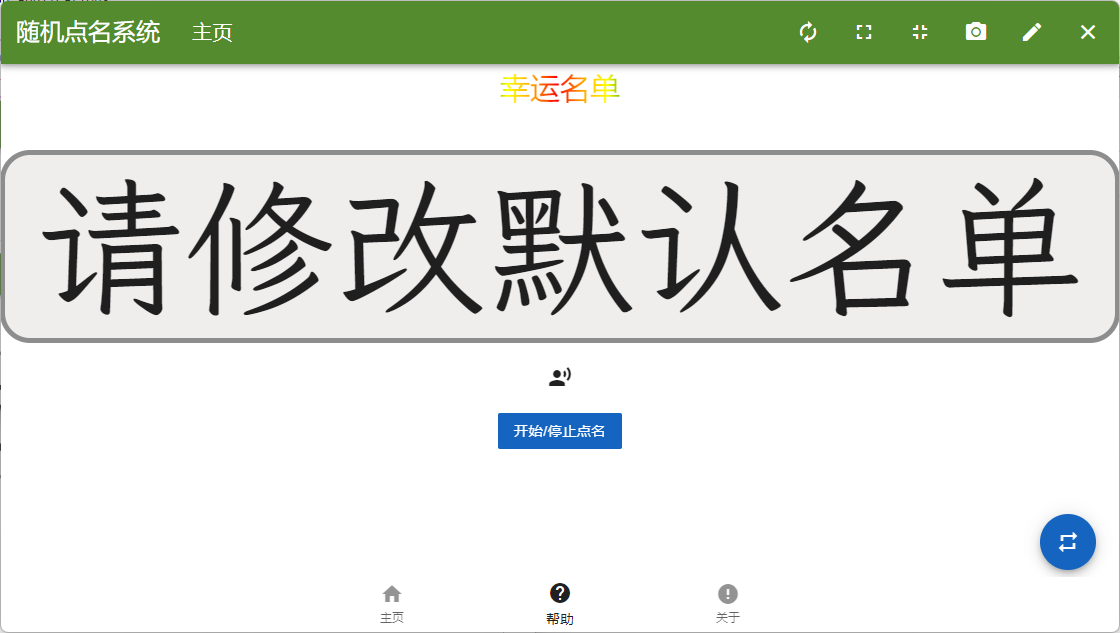 随机点名系统 主页
幸运名单
请修改默认名单
开始/停止点名
主页 帮助 关于